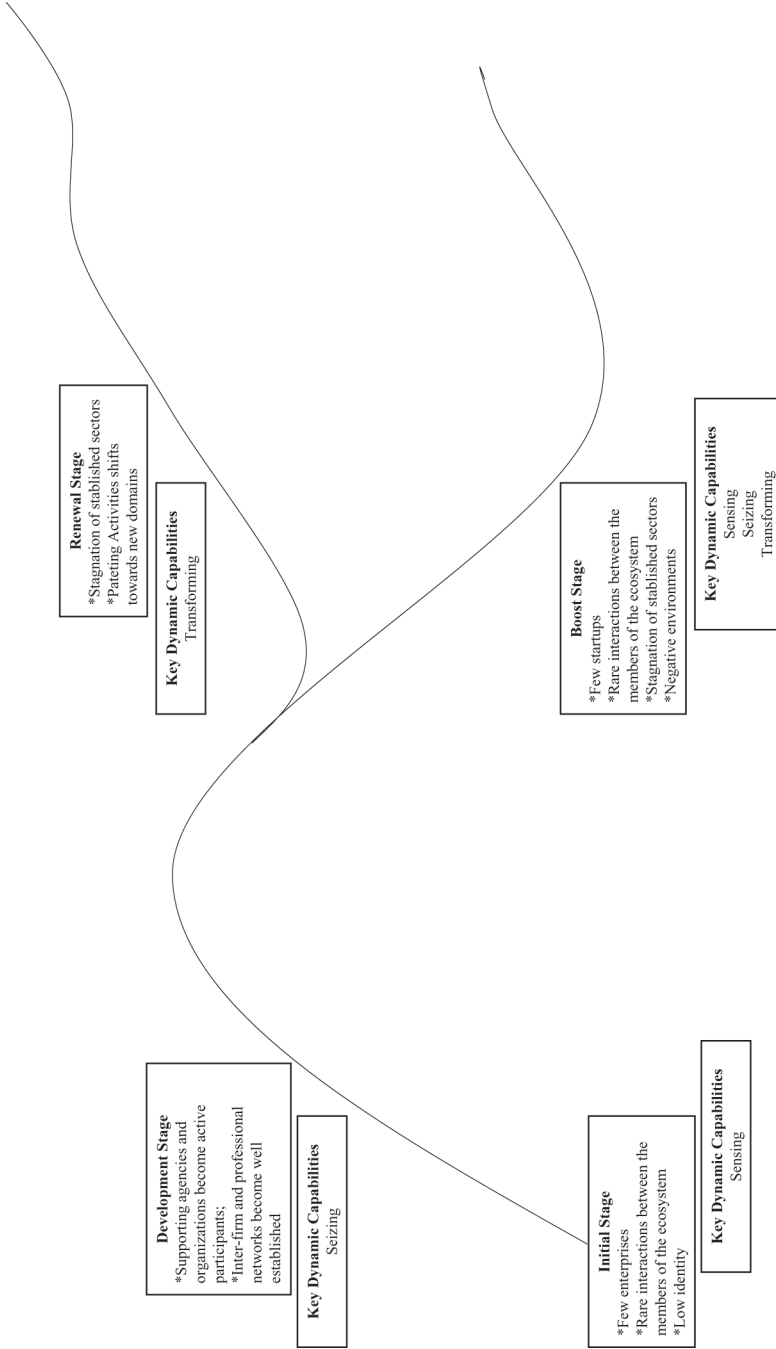 Development Stage
*Supporting agencies and
organizations become active
participants;
*Inter-firm and professional
networks become well
established
Key Dynamic Capabilities
Seizing
Initial Stage
*Few enterprises
*Rare interactions between the
members of the ecosystem
*Low identity
Key Dynamic Capabilities
Sensing
Renewal Stage
*Stagnation of stablished sectors
*Pateting Activities shifts
towards new domains
Key Dynamic Capabilities
Transforming
Boost Stage
*Few startups
*Rare interactions between the
members of the ecosystem
*Stagnation of stablished sectors
*Negative environments
Key Dynamic Capabilities
Sensing
Seizing
Transforming